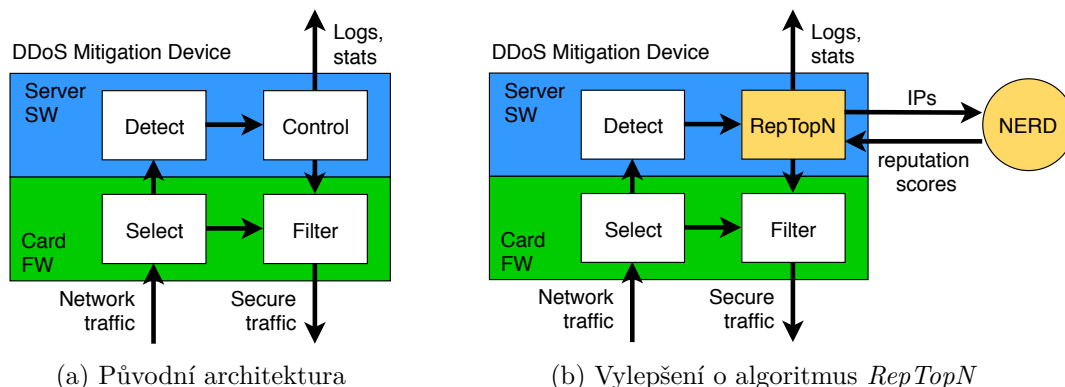 DDoS Mitigation Device
Logs,
stats
Server
SW
Detect
Control
Card
FW
Select
Filter
Network
traffic
Secure
traffic
(a) Původní architektura
DDoS Mitigation Device
Logs,
stats
Server
SW
Detect
RepTopN
IPs
NERD
reputation
scores
Card
FW
Select
Filter
Network
traffic
Secure
traffic
(b) Vylepšení o algoritmus RepTopN